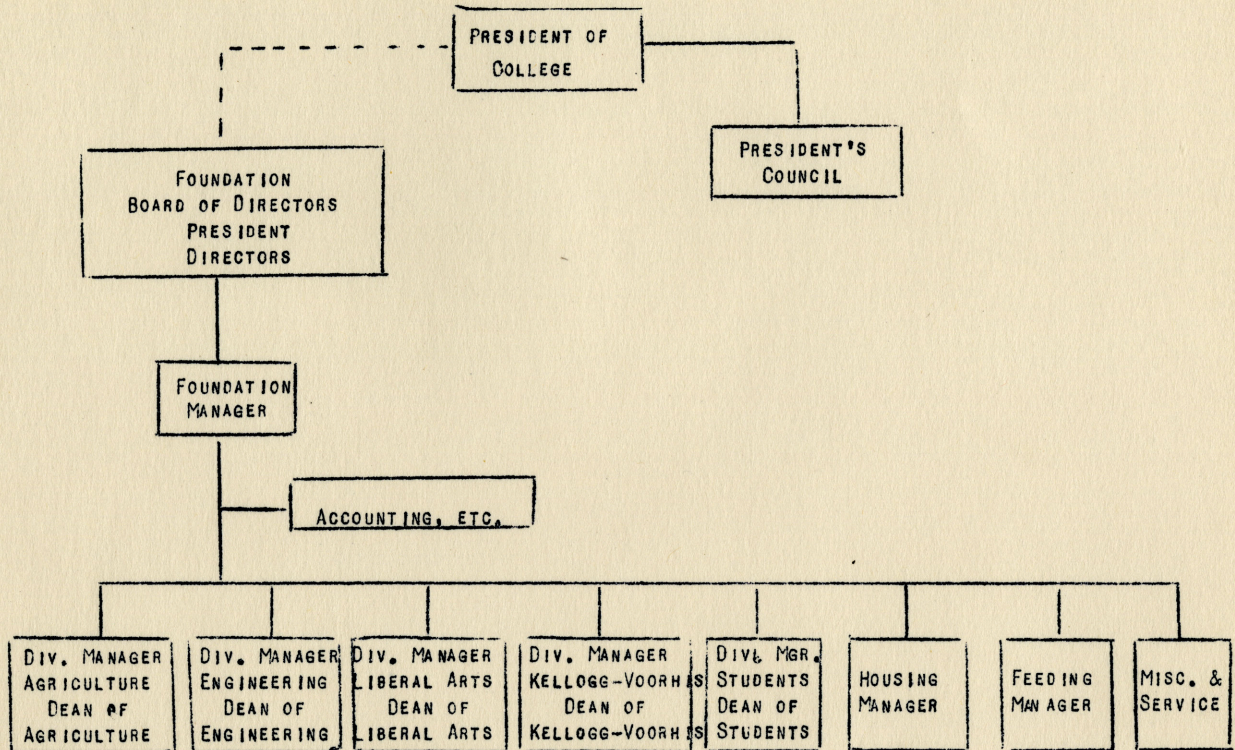 PRESIDENT OF
COLLEGE
PRESIDENT'S
COUNCIL
FOUNDATION
BOARD OF DIRECTORS
PRESIDENT
DIRECTORS
FOUNDATION
MANAGER
ACCOUNTING, ETC.
DIV. MANAGER
AGRICULTURE
DEAN OF
AGRICULTURE
DIV. MANAGER
ENGINEERING
DEAN OF
ENGINEERING
DIV. MANAGER
LIBERAL ARTS
DEAN OF
LIBERAL ARTS
DIV. MANAGER
KELLOGG-VOORHIS
DEAN OF
KELLOGG-VOORHIS
DIV. MGR.
STUDENTS
DEAN OF
STUDENTS
HOUSING
MANAGER
FEEDING
MANAGER
MISC. &
SERVICE